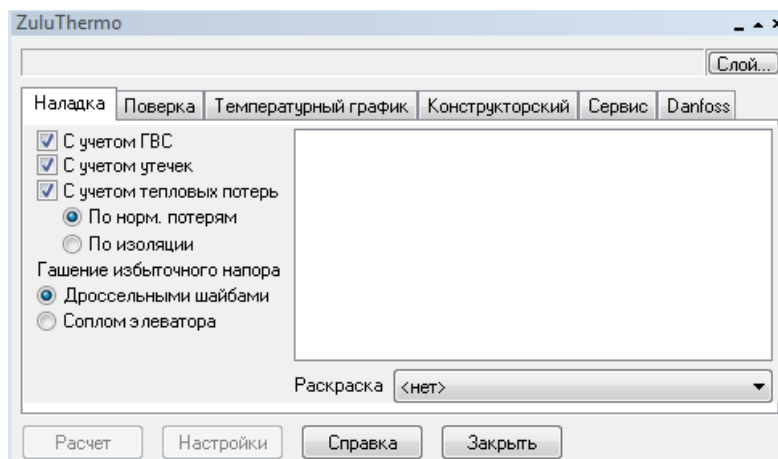 ZuluThermo
Слой...
Наладка Поверка Температурный график Конструкторский Сервис Danfoss
С учетом ГВС
С учетом утечек
С учетом тепловых потерь
По норм. потерям
По изоляции
Гашение избыточного напора
Дроссельными шайбами
Соплом элеватора
Раскраска <нет>
Расчет Настройки Справка Закрыть